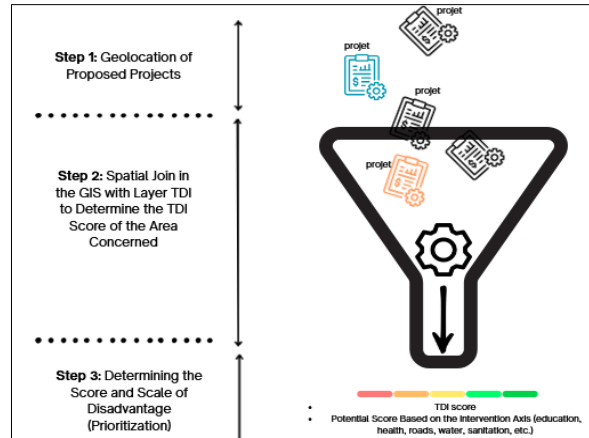 projet
Step 1: Geolocation of
Proposed Projects
projet
projet
Step 2: Spatial Join in
the GIS with Layer TDI
to Determine the TDI
Score of the Area
Concerned
projet
Step 3: Determining the
Score and Scale of
Disadvantage
(Prioritization)
• TDI score
• Potential Score Based on the Intervention Axis (education,
health, roads, water, sanitation, etc.)